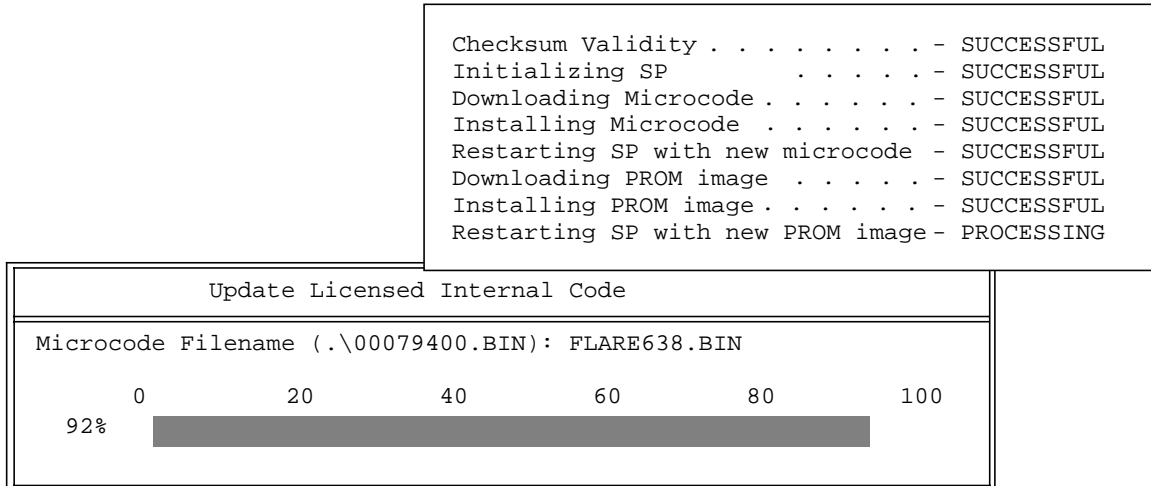 Checksum Validity . . . . . . . . - SUCCESSFUL
Initializing SP . . . . . - SUCCESSFUL
Downloading Microcode . . . . . . - SUCCESSFUL
Installing Microcode . . . . . . - SUCCESSFUL
Restarting SP with new microcode - SUCCESSFUL
Downloading PROM image . . . . . - SUCCESSFUL
Installing PROM image . . . . . . - SUCCESSFUL
Restarting SP with new PROM image - PROCESSING
Update Licensed Internal Code
Microcode Filename (.\00079400.BIN): FLARE638.BIN
0 20 40 60 80 100
92%